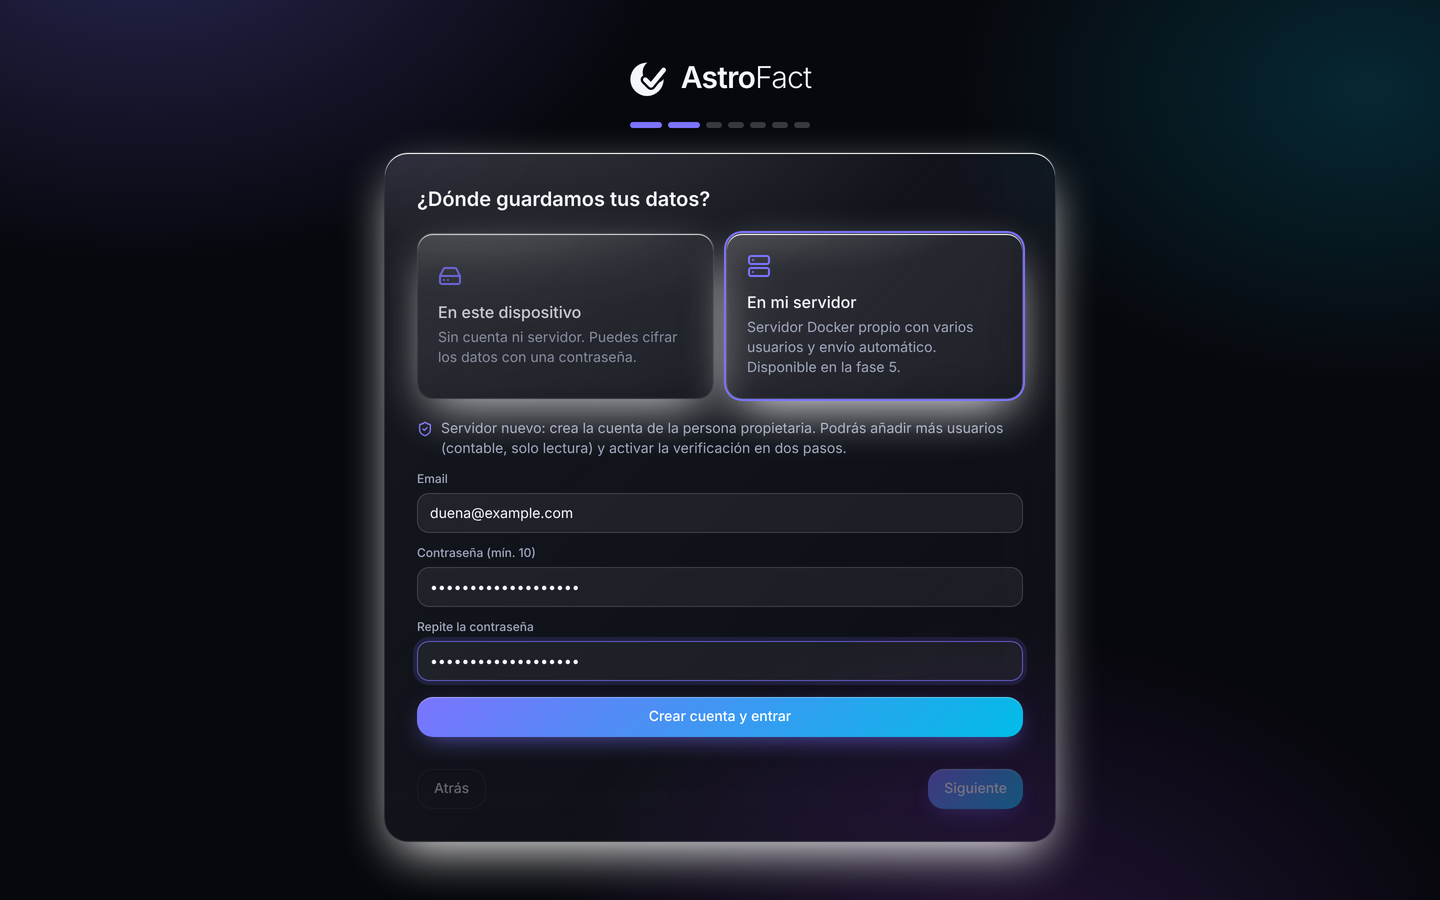 AstroFact
¿Dónde guardamos tus datos?
En este dispositivo
Sin cuenta ni servidor. Puedes cifrar
los datos con una contraseña.
En mi servidor
Servidor Docker propio con varios
usuarios y envío automático.
Disponible en la fase 5.
Servidor nuevo: crea la cuenta de la persona propietaria. Podrás añadir más usuarios
(contable, solo lectura) y activar la verificación en dos pasos.
Email
duena@example.com
Contraseña (mín. 10)
•••••••••••••••••••
Repite la contraseña
•••••••••••••••••••
Crear cuenta y entrar
Atrás
Siguiente